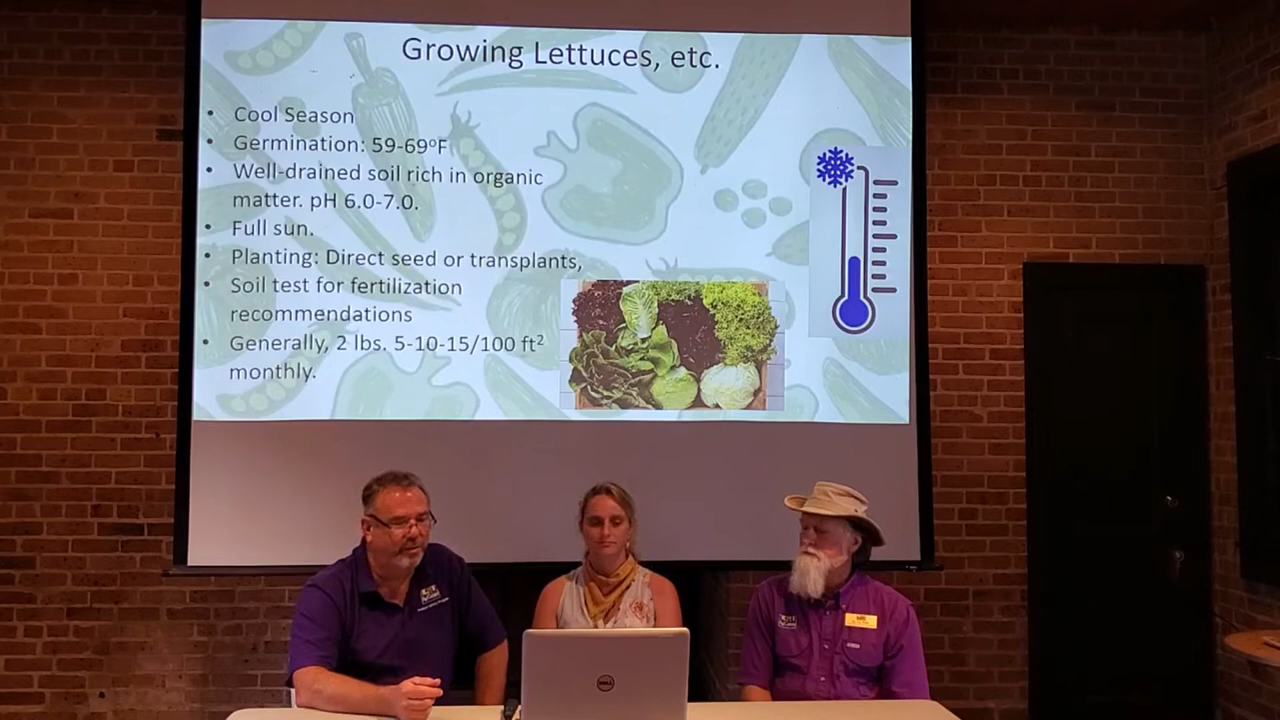 Growing Lettuces, etc.
• Cool Season
• Germination: 59-69ºF
• Well-drained soil rich in organic
matter. pH 6.0-7.0.
• Full sun.
• Planting: Direct seed or transplants,
• Soil test for fertilization
recommendations
• Generally, 2 lbs. 5-10-15/100 ft²
monthly.
DELL